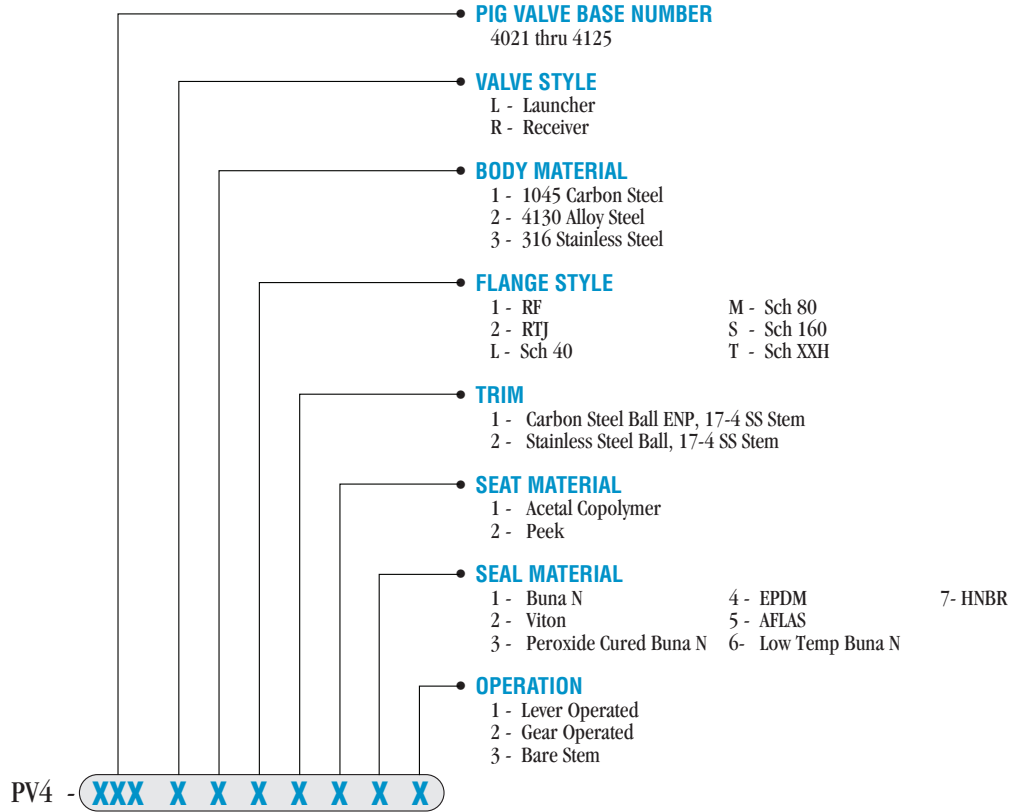 PIG VALVE BASE NUMBER
4021 thru 4125
VALVE STYLE
L - Launcher
R - Receiver
BODY MATERIAL
1 - 1045 Carbon Steel
2 - 4130 Alloy Steel
3 - 316 Stainless Steel
FLANGE STYLE
1 - RF M - Sch 80
2 - RTJ S - Sch 160
L - Sch 40 T - Sch XXH
TRIM
1 - Carbon Steel Ball ENP, 17-4 SS Stem
2 - Stainless Steel Ball, 17-4 SS Stem
SEAT MATERIAL
1 - Acetal Copolymer
2 - Peek
SEAL MATERIAL
1 - Buna N 4 - EPDM 7- HNBR
2 - Viton 5 - AFLAS
3 - Peroxide Cured Buna N 6- Low Temp Buna N
OPERATION
1 - Lever Operated
2 - Gear Operated
3 - Bare Stem
PV4 - XXX X X X X X X X